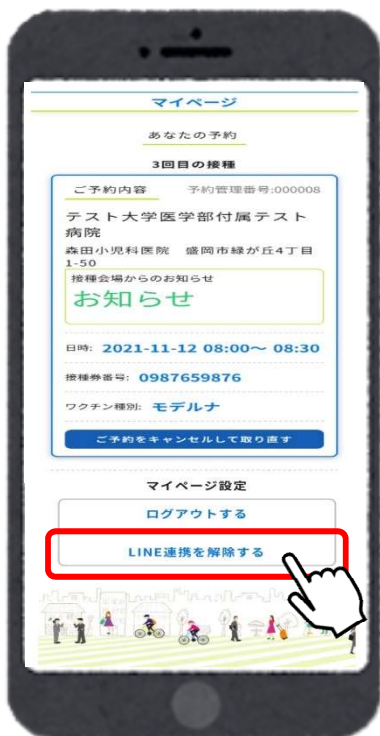 マイページ
あなたの予約
3回目の接種
ご予約内容 予約管理番号:000008
テスト大学医学部付属テスト
病院
森田小児科医院 盛岡市緑が丘4丁目
1-50
接種会場からのお知らせ
お知らせ
日時: 2021-11-12 08:00~ 08:30
接種券番号: 0987659876
ワクチン種別: モデルナ
ご予約をキャンセルして取り直す
マイページ設定
ログアウトする
LINE連携を解除する